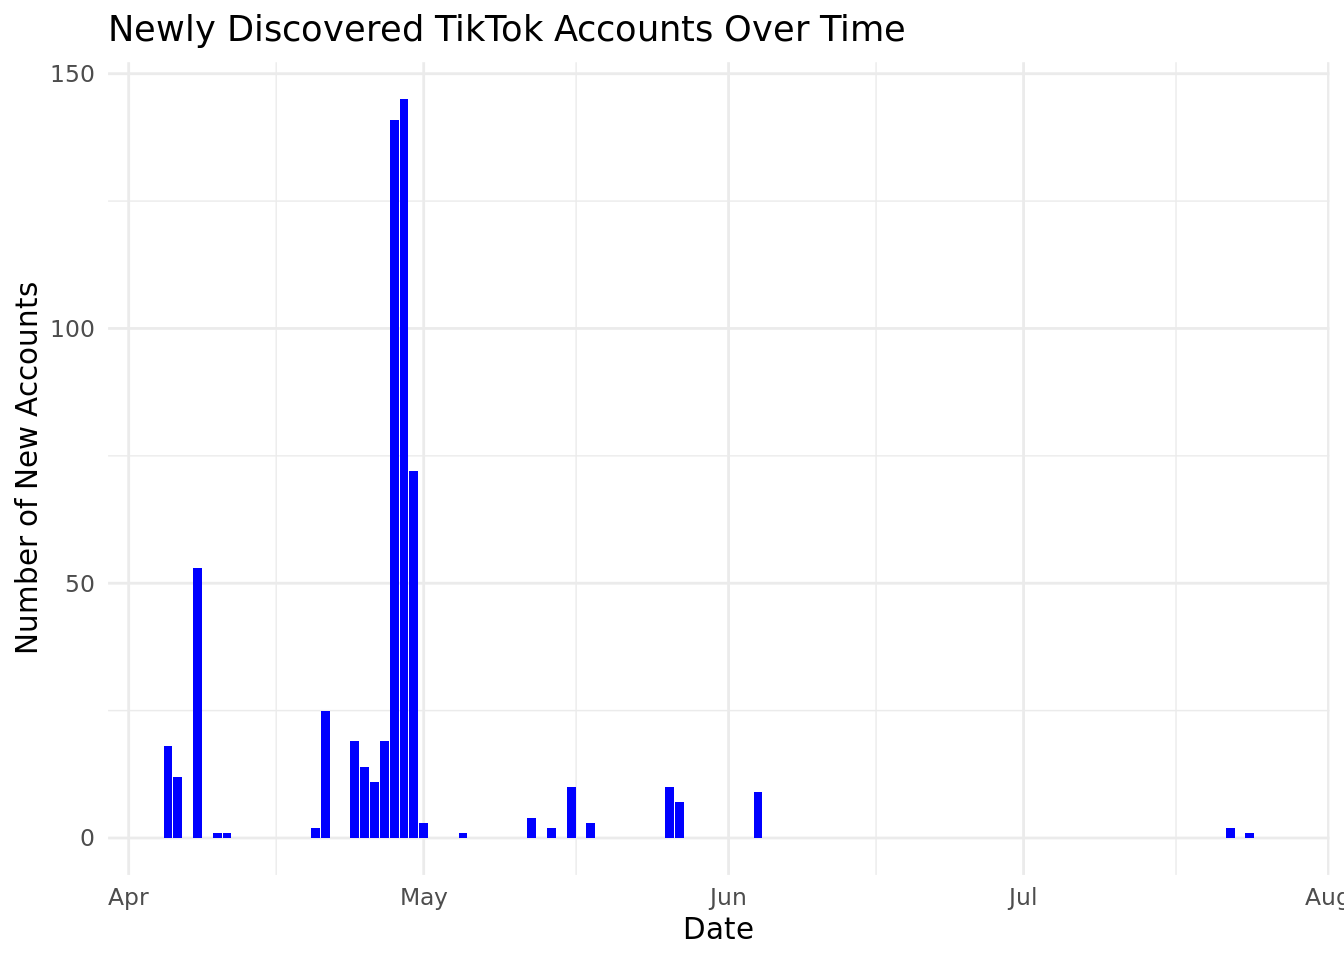 Newly Discovered TikTok Accounts Over Time
Number of New Accounts
150
100
50
0
Apr
May
Jun
Jul
Aug
Date